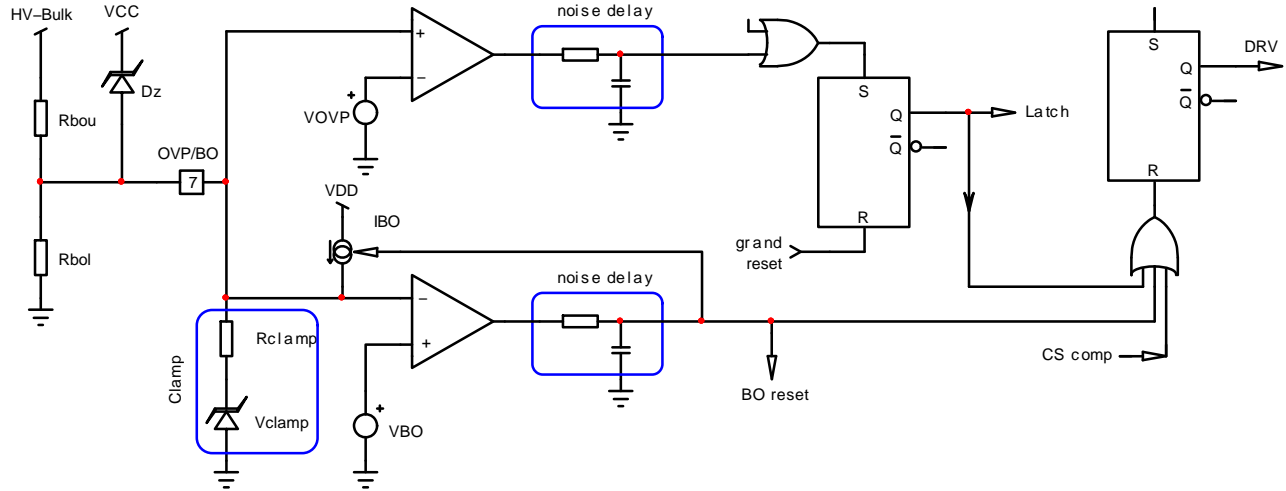 HV–Bulk
VCC
noise delay
Dz
Rbou
VOVP
OVP/BO
7
S
Q
Q
R
Latch
S
Q
Q
R
DRV
VDD
IBO
grand
reset
noise delay
Rbol
Clamp
Rclamp
Vclamp
VBO
BO reset
CS comp
+
−
+
−
+
+